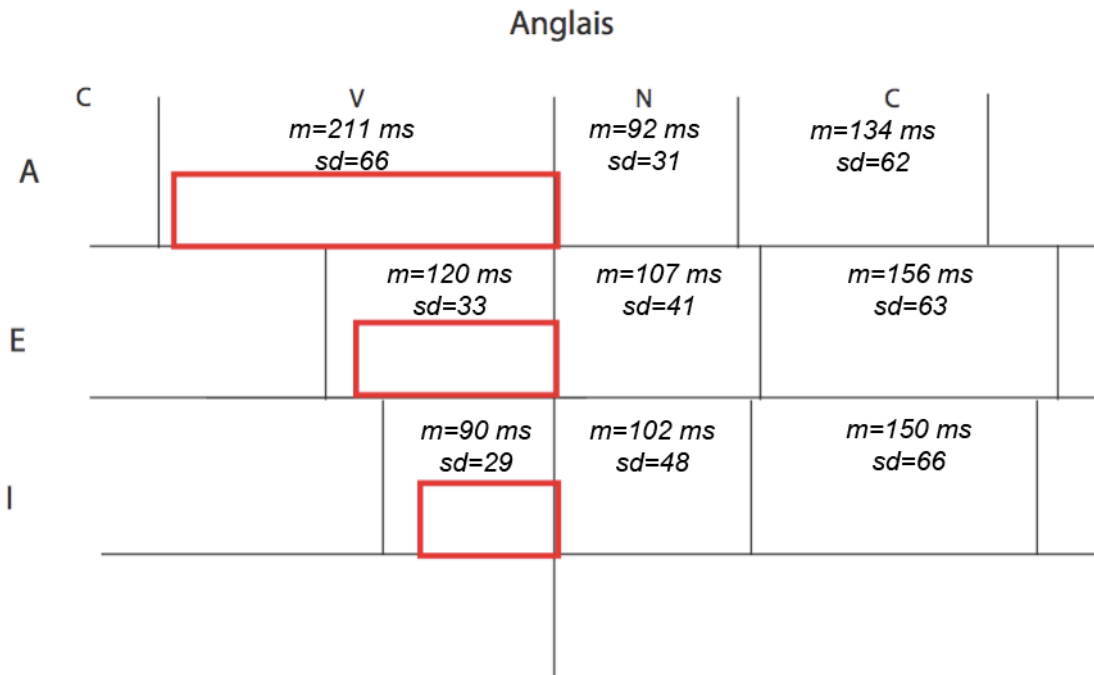 Anglais
C V N C
A
m=211 ms m=92 ms m=134 ms
sd=66 sd=31 sd=62
E
m=120 ms m=107 ms m=156 ms
sd=33 sd=41 sd=63
I
m=90 ms m=102 ms m=150 ms
sd=29 sd=48 sd=66